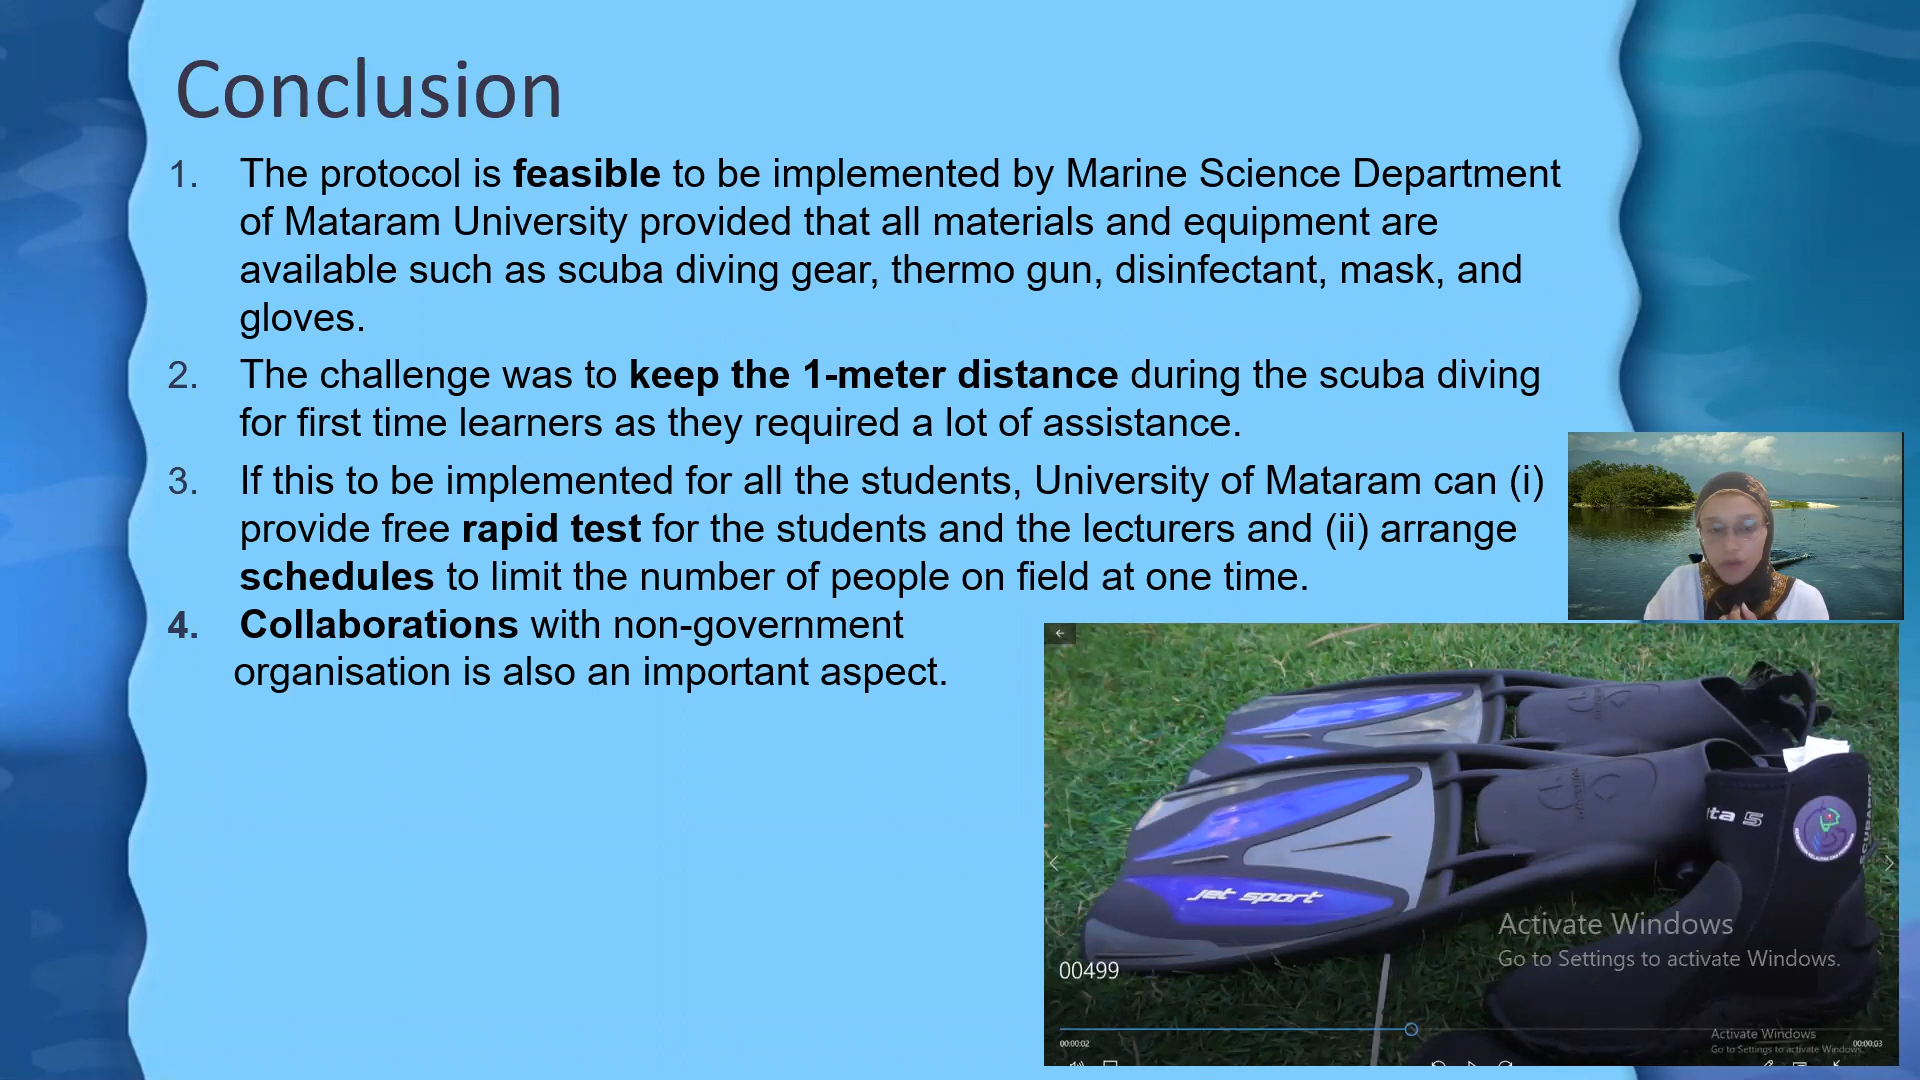 Conclusion
1. The protocol is feasible to be implemented by Marine Science Department
of Mataram University provided that all materials and equipment are
available such as scuba diving gear, thermo gun, disinfectant, mask, and
gloves.
2. The challenge was to keep the 1-meter distance during the scuba diving
for first time learners as they required a lot of assistance.
3. If this to be implemented for all the students, University of Mataram can (i)
provide free rapid test for the students and the lecturers and (ii) arrange
schedules to limit the number of people on field at one time.
4. Collaborations with non-government
organisation is also an important aspect.
ta 5
SCUBAPRO
jet sport
Activate Windows
Go to Settings to activate Windows.
00499
Activate Windows
Go to Settings to activate Windows.
00:00:02
00:00:03